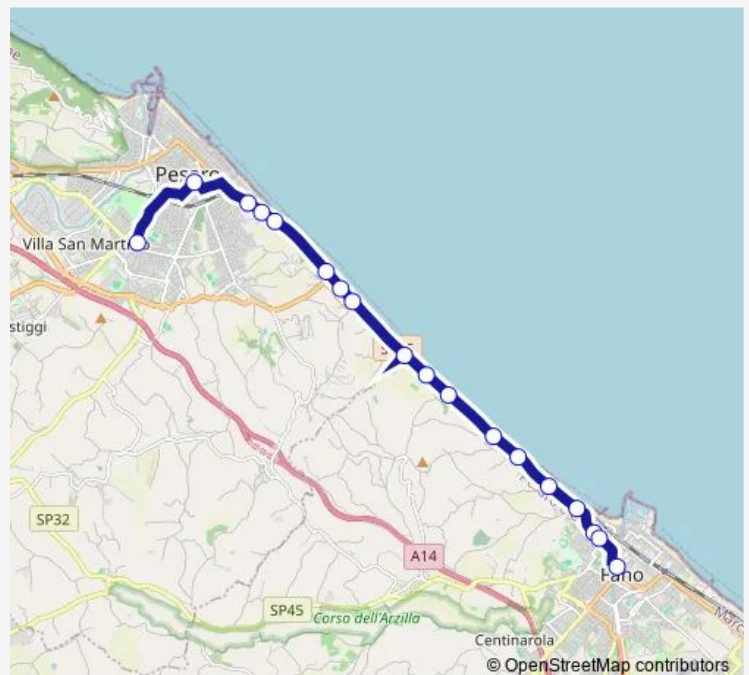 Pesaro
Villa San Martino
stiggi
SP32
A14
SP45
Corso dell'Arzilla
Fano
Centinarola
© OpenStreetMap contributors